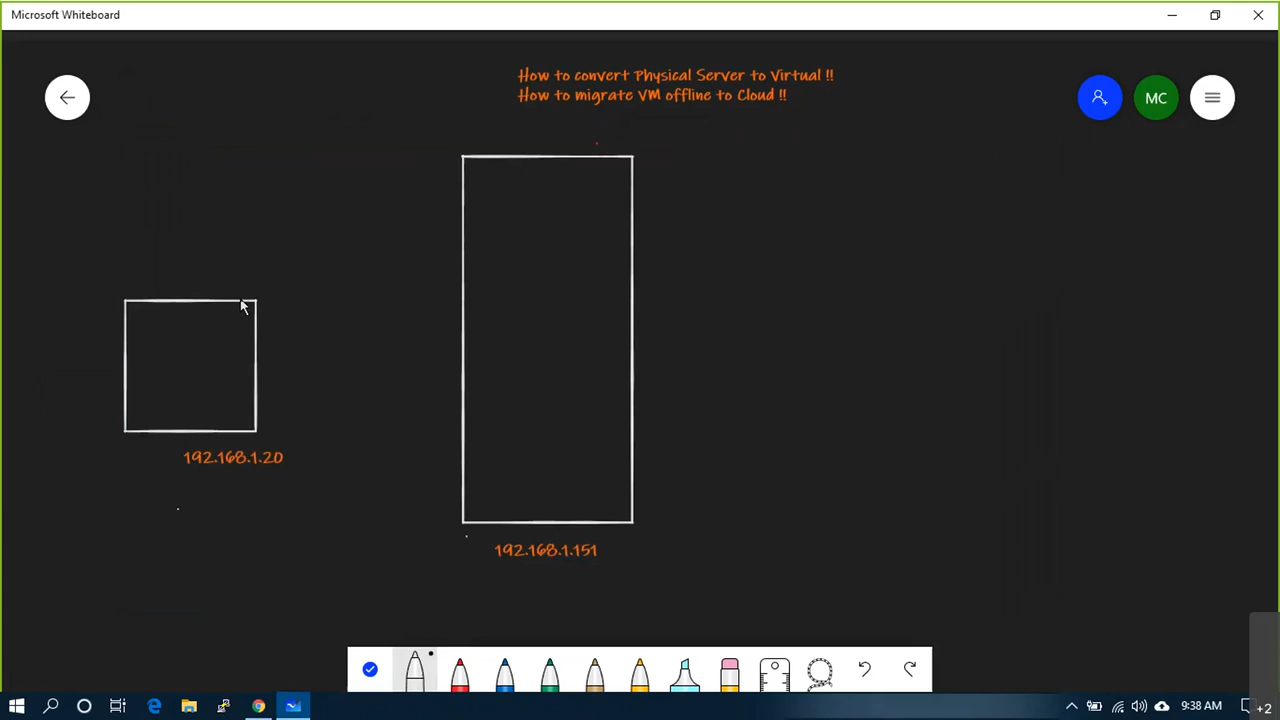 Microsoft Whiteboard
How to convert Physical Server to Virtual !!
How to migrate VM offline to Cloud !!
MC
192.168.1.20
192.168.1.151
9:38 AM
+2